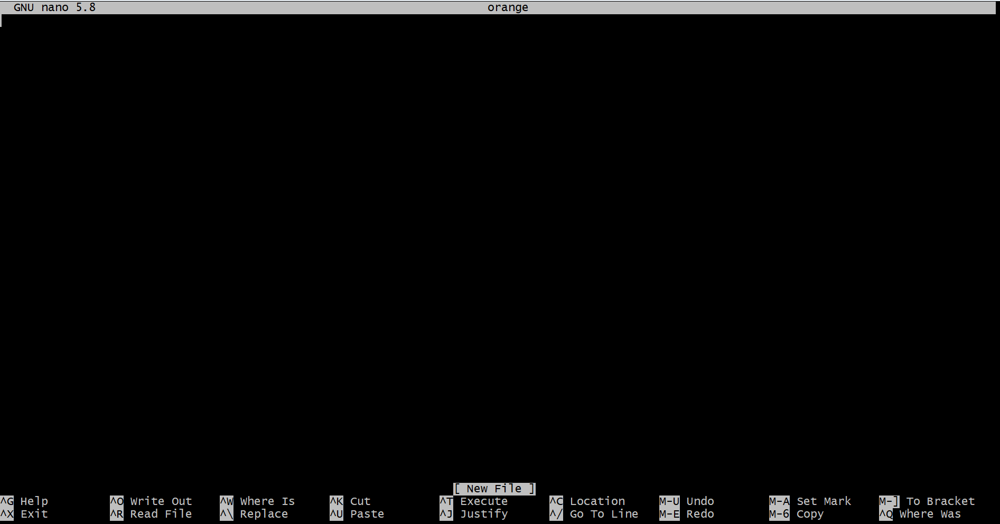 GNU nano 5.8 orange
[ New File ]
^G Help ^O Write Out ^W Where Is ^K Cut ^T Execute ^C Location M-U Undo M-A Set Mark M-] To Bracket
^X Exit ^R Read File ^\ Replace ^U Paste ^J Justify ^/ Go To Line M-E Redo M-6 Copy ^Q Where Was